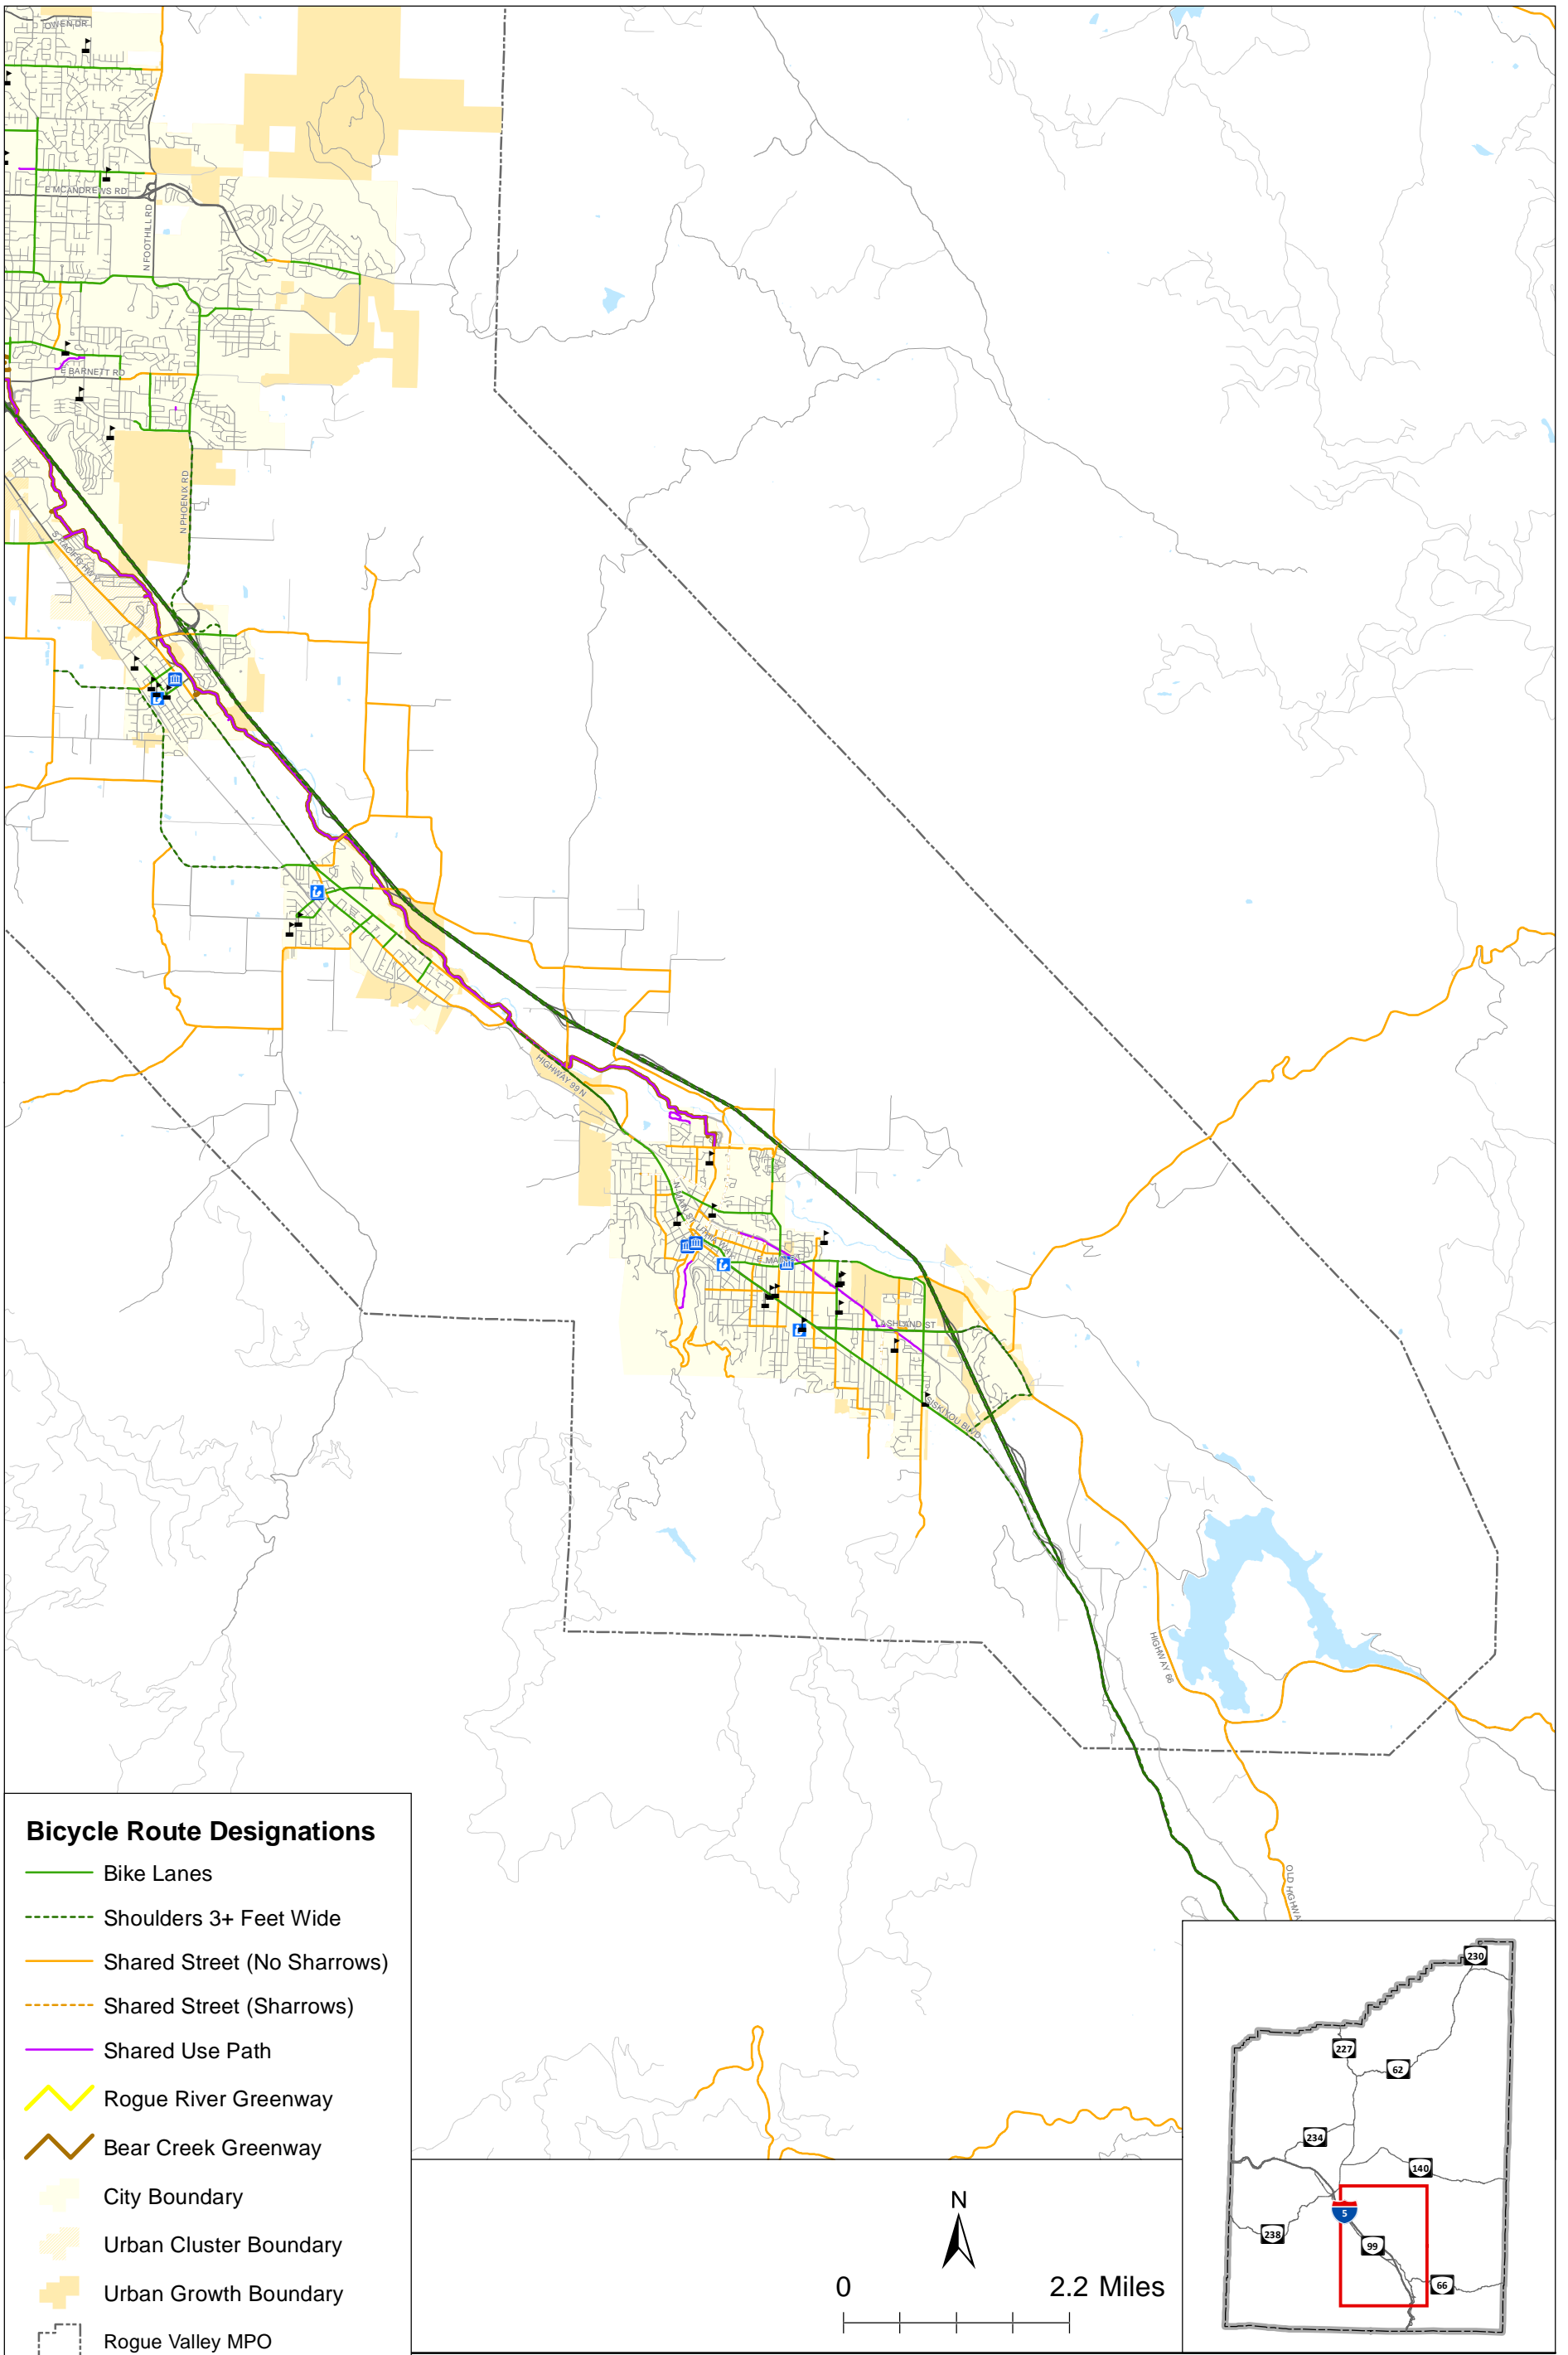 OWEN DR
E MCANDREWS RD
N FOOTHILL RD
E BARNETT RD
N PHOENIX RD
S PACIFIC HWY
HIGHWAY 99 N
N MAIN ST
LITHIA WAY
E MAIN ST
ASHLAND ST
SISKIYOU BLVD
HIGHWAY 66
OLD HIGHWA
Bicycle Route Designations
Bike Lanes
Shoulders 3+ Feet Wide
Shared Street (No Sharrows)
Shared Street (Sharrows)
Shared Use Path
Rogue River Greenway
Bear Creek Greenway
City Boundary
Urban Cluster Boundary
Urban Growth Boundary
Rogue Valley MPO
N
0 2.2 Miles
230
227
62
234
140
5
238
99
66